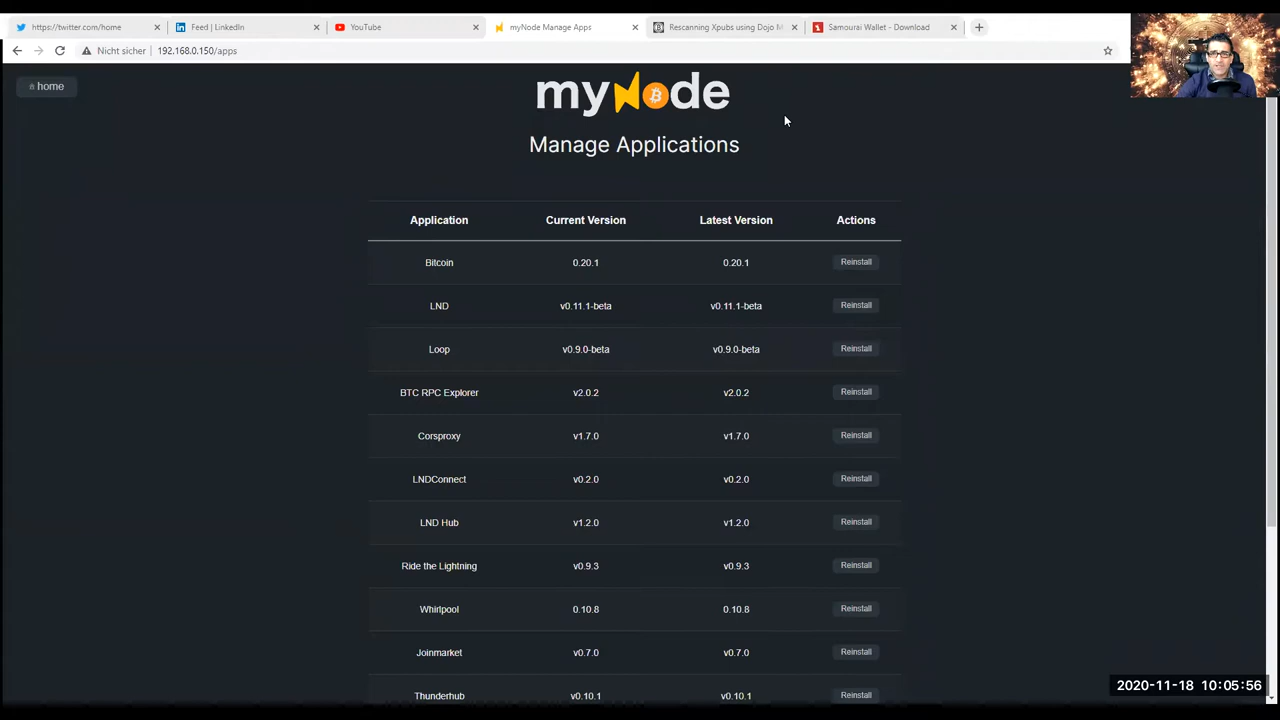 https://twitter.com/home
Feed | LinkedIn
YouTube
myNode Manage Apps
Rescanning Xpubs using Dojo M
Samourai Wallet - Download
Nicht sicher | 192.168.0.150/apps
home
myNode
Manage Applications
Application Current Version Latest Version Actions
Bitcoin 0.20.1 0.20.1 Reinstall
LND v0.11.1-beta v0.11.1-beta Reinstall
Loop v0.9.0-beta v0.9.0-beta Reinstall
BTC RPC Explorer v2.0.2 v2.0.2 Reinstall
Corsproxy v1.7.0 v1.7.0 Reinstall
LNDConnect v0.2.0 v0.2.0 Reinstall
LND Hub v1.2.0 v1.2.0 Reinstall
Ride the Lightning v0.9.3 v0.9.3 Reinstall
Whirlpool 0.10.8 0.10.8 Reinstall
Joinmarket v0.7.0 v0.7.0 Reinstall
Thunderhub v0.10.1 v0.10.1 Reinstall
2020-11-18 10:05:56